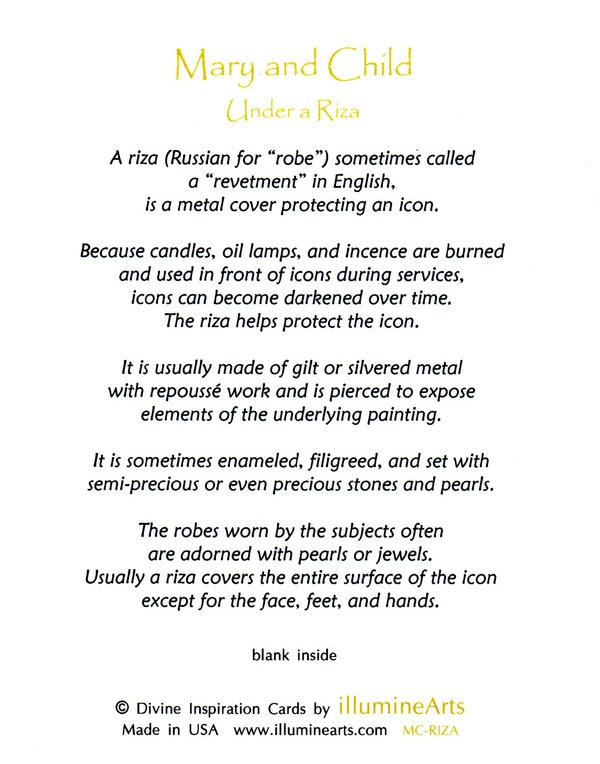 Mary and Child
Under a Riza
A riza (Russian for “robe”) sometimes called
a “revetment” in English,
is a metal cover protecting an icon.
Because candles, oil lamps, and incence are burned
and used in front of icons during services,
icons can become darkened over time.
The riza helps protect the icon.
It is usually made of gilt or silvered metal
with repoussé work and is pierced to expose
elements of the underlying painting.
It is sometimes enameled, filigreed, and set with
semi-precious or even precious stones and pearls.
The robes worn by the subjects often
are adorned with pearls or jewels.
Usually a riza covers the entire surface of the icon
except for the face, feet, and hands.
blank inside
© Divine Inspiration Cards by illumineArts
Made in USA www.illuminearts.com MC-RIZA